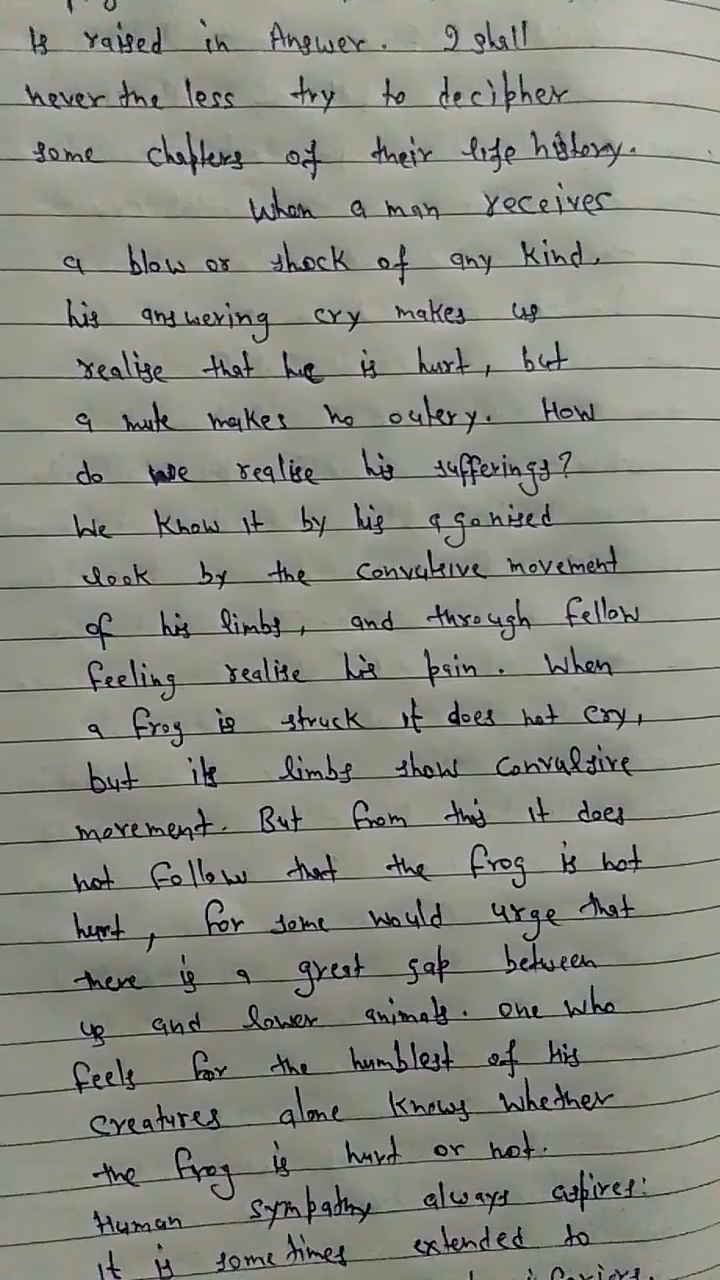 Is raised in Answer. I shall
never the less try to decipher
some chapters of their life history.
When a man receives
a blow or shock of any kind,
his answering cry makes us
realise that he is hurt, but
a mute makes no outcry. How
do we realise his sufferings?
We know it by his agonised
look by the convulsive movement
of his limbs, and through fellow
feeling realise his pain. When
a frog is struck it does not cry,
but its limbs show convulsive
movement. But from this it does
not follow that the frog is not
hurt, for some would urge that
there is a great gap between
us and lower animals. one who
feels for the humblest of His
creatures alone knows whether
the frog is hurt or not.
Human sympathy always aspires:
it is some times extended to